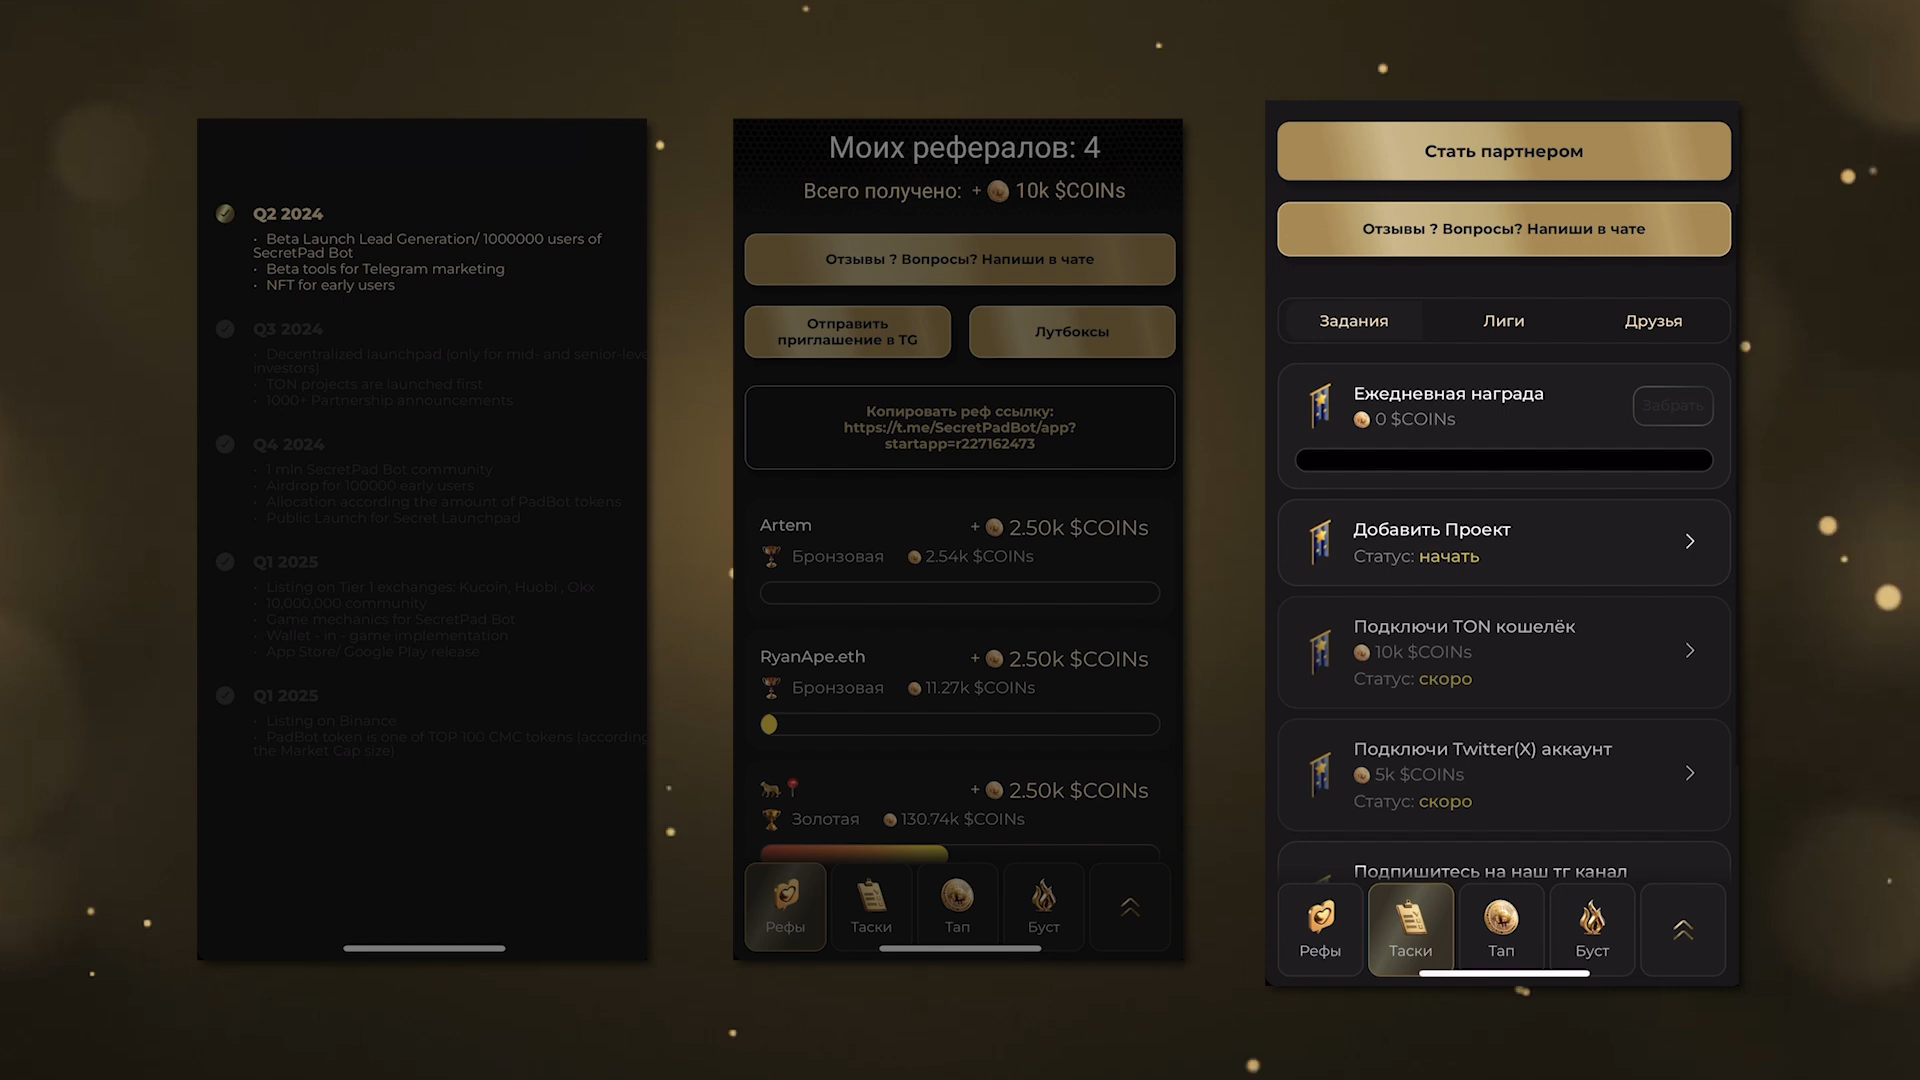 Q2 2024
· Beta Launch Lead Generation/ 1000000 users of
SecretPad Bot
· Beta tools for Telegram marketing
· NFT for early users
Q3 2024
· Decentralized launchpad (only for mid- and senior-leve
investors)
· TON projects are launched first
· 1000+ Partnership announcements
Q4 2024
· 1 mln SecretPad Bot community
· Airdrop for 100000 early users
· Allocation according the amount of PadBot tokens
· Public Launch for Secret Launchpad
Q1 2025
· Listing on Tier 1 exchanges: Kucoin, Huobi , Okx
· 10,000,000 community
· Game mechanics for SecretPad Bot
· Wallet - in - game implementation
· App Store/ Google Play release
Q1 2025
· Listing on Binance
· PadBot token is one of TOP 100 CMC tokens (according
the Market Cap size)
Моих рефералов: 4
Всего получено: + 10k $COINs
Отзывы ? Вопросы? Напиши в чате
Отправить
приглашение в TG
Лутбоксы
Копировать реф ссылку:
https://t.me/SecretPadBot/app?
startapp=r227162473
Artem + 2.50k $COINs
Бронзовая 2.54k $COINs
RyanApe.eth + 2.50k $COINs
Бронзовая 11.27k $COINs
+ 2.50k $COINs
Золотая 130.74k $COINs
Рефы Таски Тап Буст
Стать партнером
Отзывы ? Вопросы? Напиши в чате
Задания Лиги Друзья
Ежедневная награда
0 $COINs
Забрать
Добавить Проект
Статус: начать
Подключи TON кошелёк
10k $COINs
Статус: скоро
Подключи Twitter(X) аккаунт
5k $COINs
Статус: скоро
Подпишитесь на наш тг канал
Рефы Таски Тап Буст